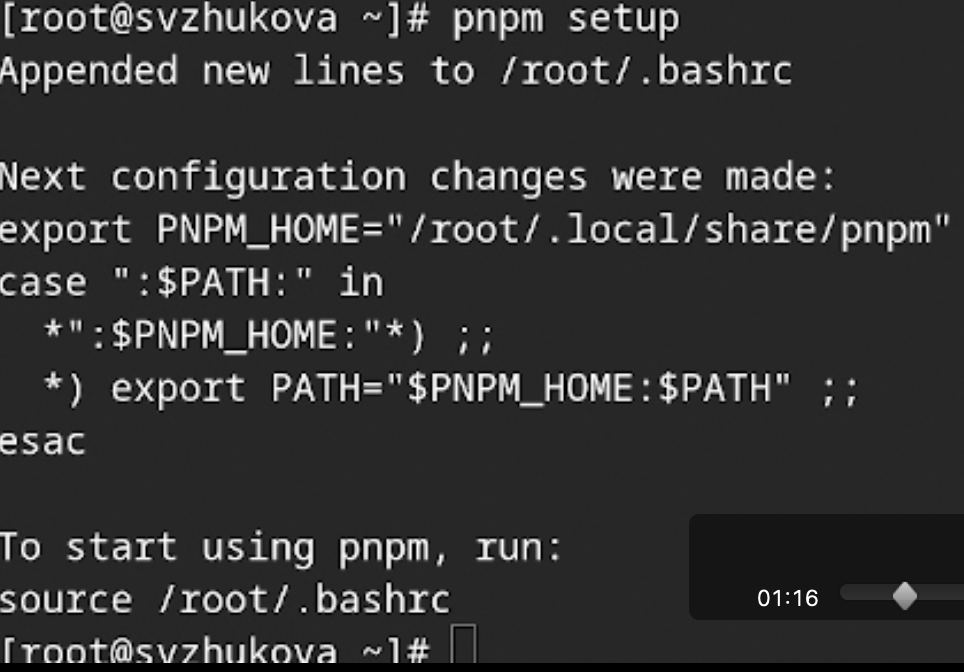 [root@svzhukova ~]# pnpm setup
Appended new lines to /root/.bashrc
Next configuration changes were made:
export PNPM_HOME="/root/.local/share/pnpm"
case ":$PATH:" in
  *":$PNPM_HOME:"*) ;;
  *) export PATH="$PNPM_HOME:$PATH" ;;
esac
To start using pnpm, run:
source /root/.bashrc
01:16
[root@svzhukova ~]#